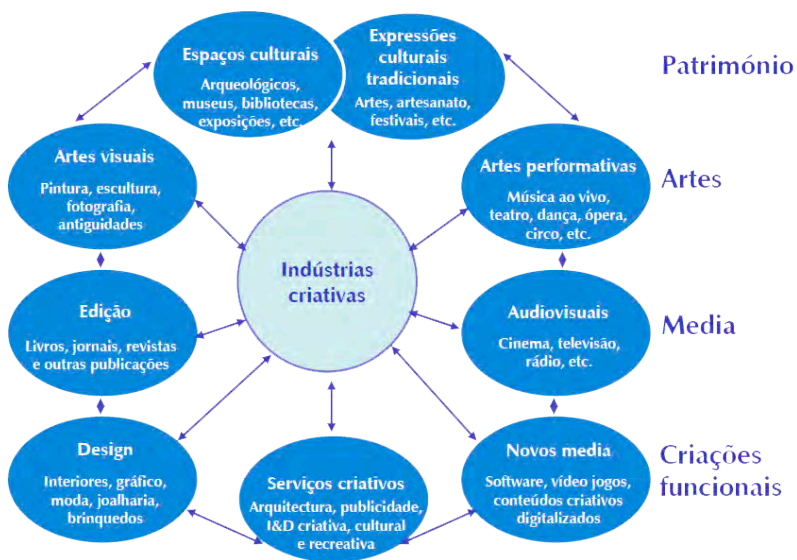 Espaços culturais
Arqueológicos,
museus, bibliotecas,
exposições, etc.
Expressões
culturais
tradicionais
Artes, artesanato,
festivais, etc.
Património
Artes visuais
Pintura, escultura,
fotografia,
antiguidades
Artes performativas
Música ao vivo,
teatro, dança, ópera,
circo, etc.
Artes
Indústrias
criativas
Edição
Livros, jornais, revistas
e outras publicações
Audiovisuais
Cinema, televisão,
rádio, etc.
Media
Design
Interiores, gráfico,
moda, joalharia,
brinquedos
Serviços criativos
Arquitectura, publicidade,
I&D criativa, cultural
e recreativa
Novos media
Software, vídeo jogos,
conteúdos criativos
digitalizados
Criações
funcionais